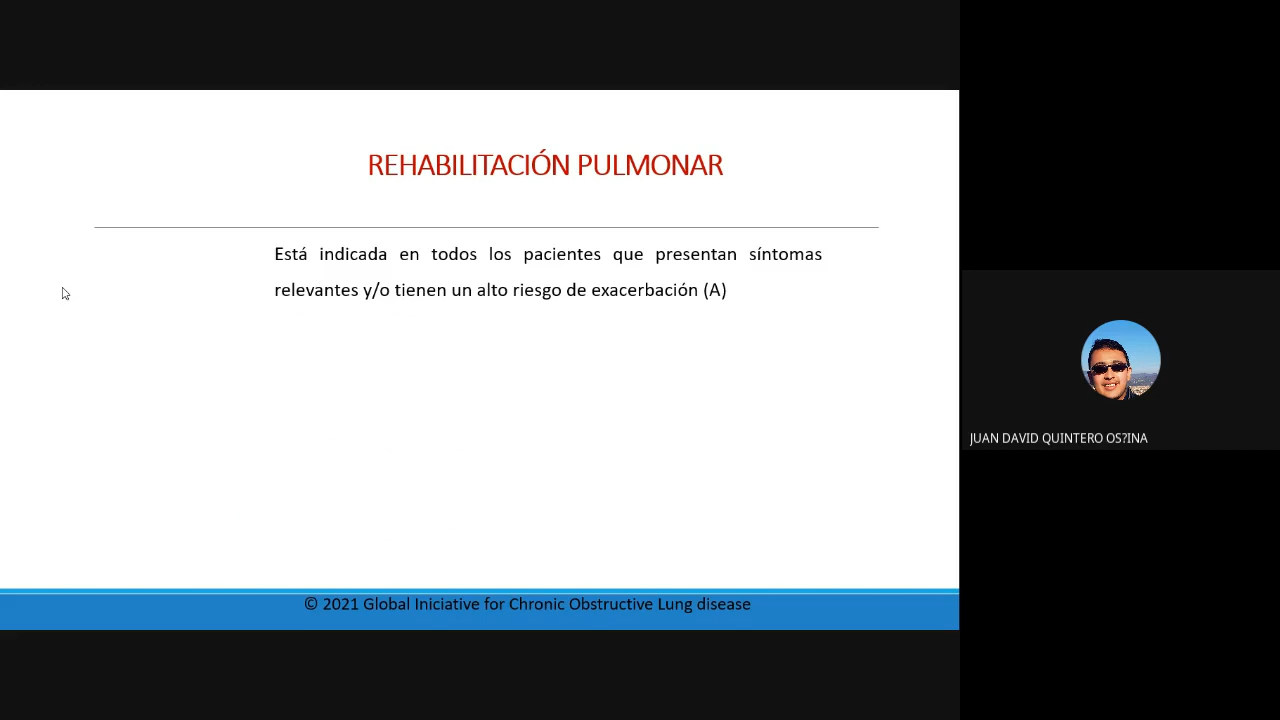 REHABILITACIÓN PULMONAR
Está indicada en todos los pacientes que presentan síntomas
relevantes y/o tienen un alto riesgo de exacerbación (A)
JUAN DAVID QUINTERO OS?INA
© 2021 Global Iniciative for Chronic Obstructive Lung disease